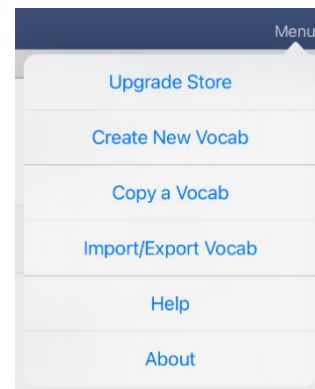 Menu
Upgrade Store
Create New Vocab
Copy a Vocab
Import/Export Vocab
Help
About